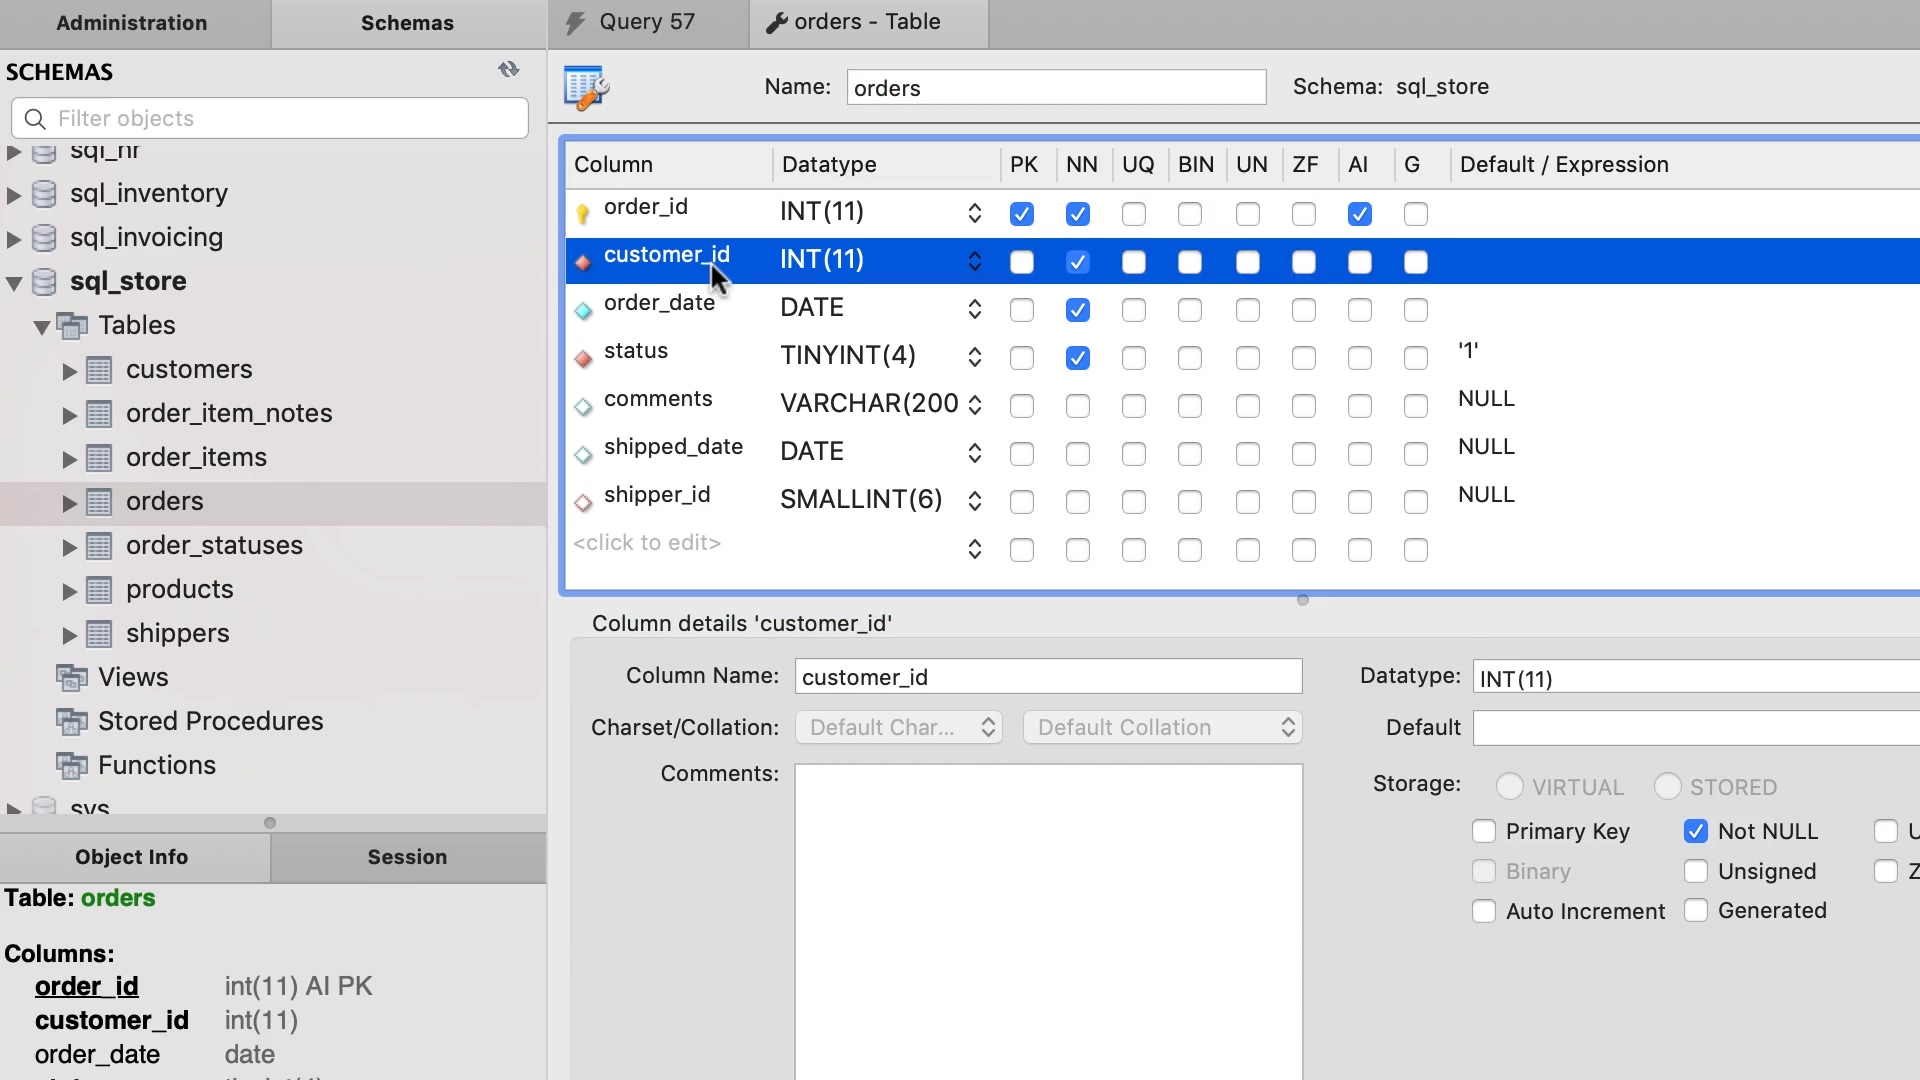 Administration
Schemas
Query 57
orders - Table
SCHEMAS
Filter objects
sql_hr
sql_inventory
sql_invoicing
sql_store
Tables
customers
order_item_notes
order_items
orders
order_statuses
products
shippers
Views
Stored Procedures
Functions
sys
Object Info
Session
Table: orders
Columns:
order_id int(11) AI PK
customer_id int(11)
order_date date
Name: orders
Schema: sql_store
Column Datatype PK NN UQ BIN UN ZF AI G Default / Expression
order_id INT(11)
customer_id INT(11)
order_date DATE
status TINYINT(4) '1'
comments VARCHAR(200 NULL
shipped_date DATE NULL
shipper_id SMALLINT(6) NULL
<click to edit>
Column details 'customer_id'
Column Name: customer_id
Datatype: INT(11)
Charset/Collation: Default Char... Default Collation
Default
Comments:
Storage: VIRTUAL STORED
Primary Key Not NULL U
Binary Unsigned Z
Auto Increment Generated